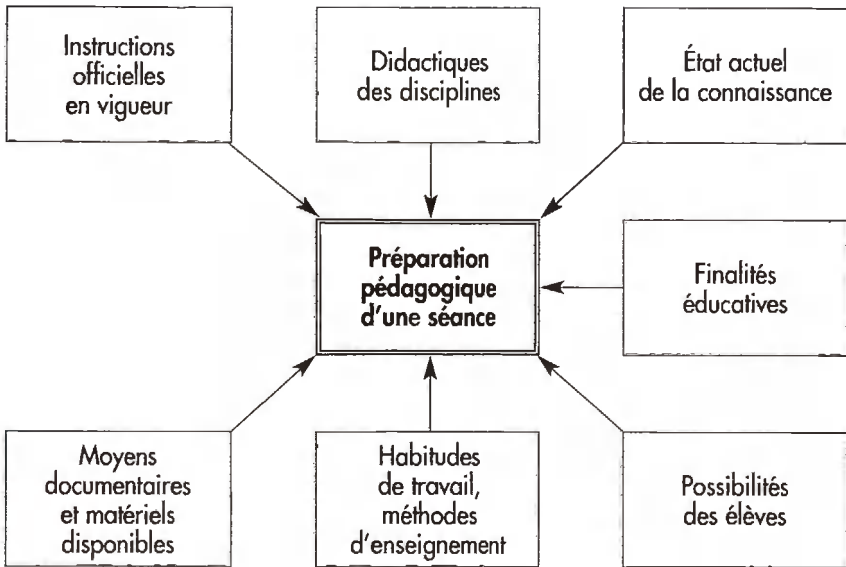 Instructions
officielles
en vigueur
Didactiques
des disciplines
État actuel
de la connaissance
Préparation
pédagogique
d'une séance
Finalités
éducatives
Moyens
documentaires
et matériels
disponibles
Habitudes
de travail,
méthodes
d'enseignement
Possibilités
des élèves